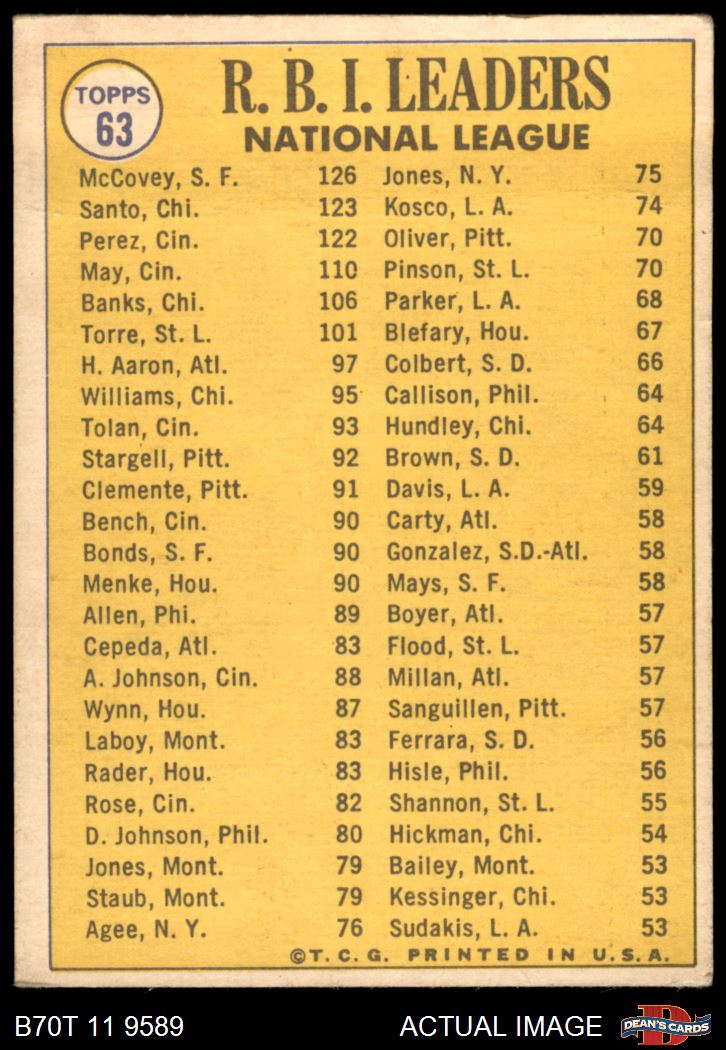 TOPPS
63
R. B. I. LEADERS
NATIONAL LEAGUE
McCovey, S. F. 126
Santo, Chi. 123
Perez, Cin. 122
May, Cin. 110
Banks, Chi. 106
Torre, St. L. 101
H. Aaron, Atl. 97
Williams, Chi. 95
Tolan, Cin. 93
Stargell, Pitt. 92
Clemente, Pitt. 91
Bench, Cin. 90
Bonds, S. F. 90
Menke, Hou. 90
Allen, Phi. 89
Cepeda, Atl. 83
A. Johnson, Cin. 88
Wynn, Hou. 87
Laboy, Mont. 83
Rader, Hou. 83
Rose, Cin. 82
D. Johnson, Phil. 80
Jones, Mont. 79
Staub, Mont. 79
Agee, N. Y. 76
Jones, N. Y. 75
Kosco, L. A. 74
Oliver, Pitt. 70
Pinson, St. L. 70
Parker, L. A. 68
Blefary, Hou. 67
Colbert, S. D. 66
Callison, Phil. 64
Hundley, Chi. 64
Brown, S. D. 61
Davis, L. A. 59
Carty, Atl. 58
Gonzalez, S.D.-Atl. 58
Mays, S. F. 58
Boyer, Atl. 57
Flood, St. L. 57
Millan, Atl. 57
Sanguillen, Pitt. 57
Ferrara, S. D. 56
Hisle, Phil. 56
Shannon, St. L. 55
Hickman, Chi. 54
Bailey, Mont. 53
Kessinger, Chi. 53
Sudakis, L. A. 53
©T. C. G. PRINTED IN U.S.A.
B70T 11 9589
ACTUAL IMAGE
D
DEAN'S CARDS